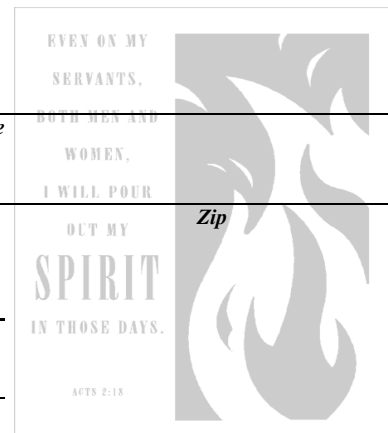 EVEN ON MY
SERVANTS,
BOTH MEN AND
WOMEN,
I WILL POUR
OUT MY
Zip
SPIRIT
IN THOSE DAYS.
ACTS 2:18